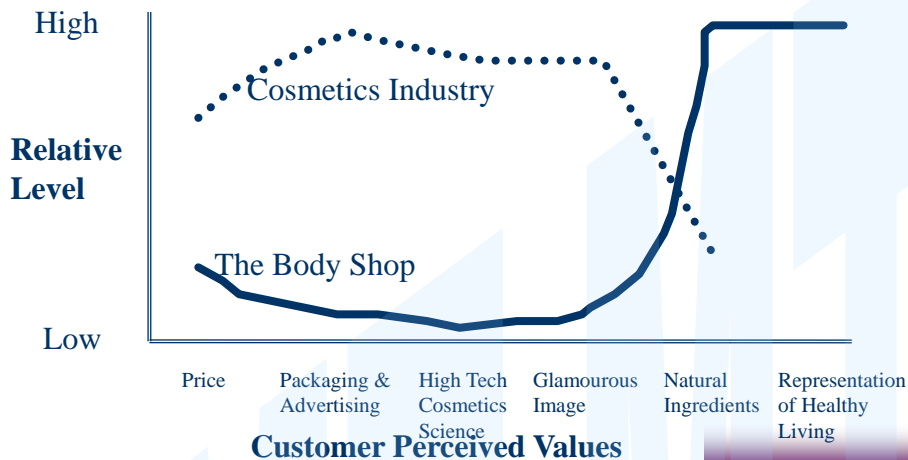 High
Cosmetics Industry
Relative
Level
The Body Shop
Low
Price
Packaging &
Advertising
High Tech
Cosmetics
Science
Glamourous
Image
Natural
Ingredients
Representation
of Healthy
Living
Customer Perceived Values